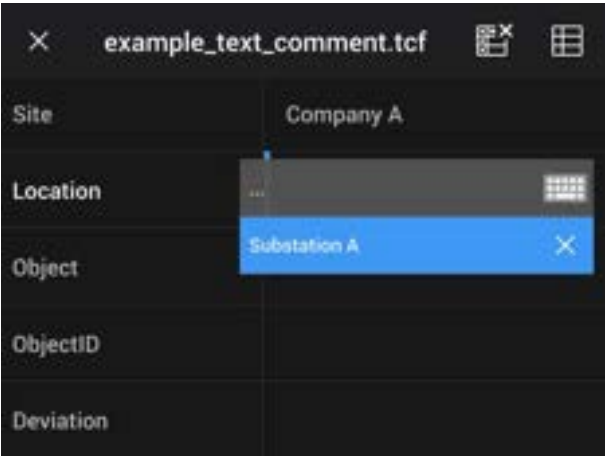 example_text_comment.tcf
Site Company A
Location ...
Substation A
Object
ObjectID
Deviation